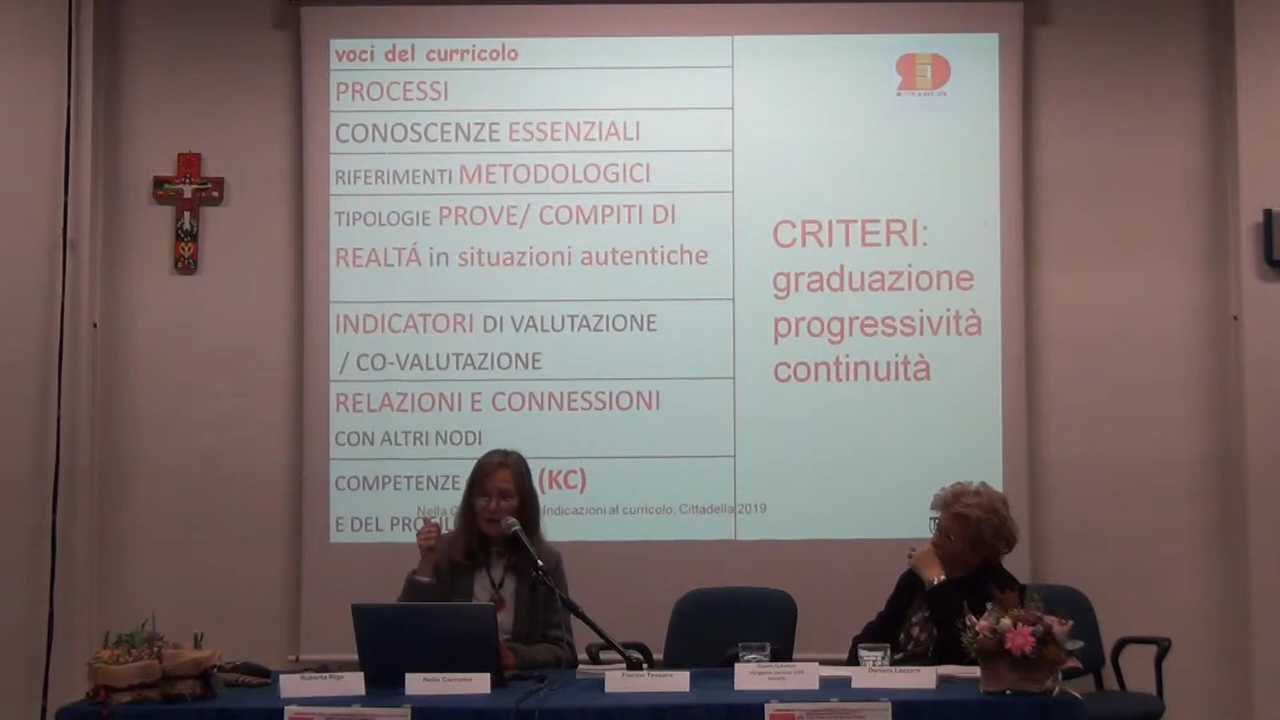 voci del curricolo
PROCESSI
CONOSCENZE ESSENZIALI
RIFERIMENTI METODOLOGICI
TIPOLOGIE PROVE/ COMPITI DI
REALTÁ in situazioni autentiche
INDICATORI DI VALUTAZIONE
/ CO-VALUTAZIONE
RELAZIONI E CONNESSIONI
CON ALTRI NODI
COMPETENZE (KC)
E DEL
CRITERI:
graduazione
progressività
continuità
Nella Indicazioni al curricolo, Cittadella 2019
Roberta Rigo
Nella
Fiorino Tessaro
Daniela Lazzaro